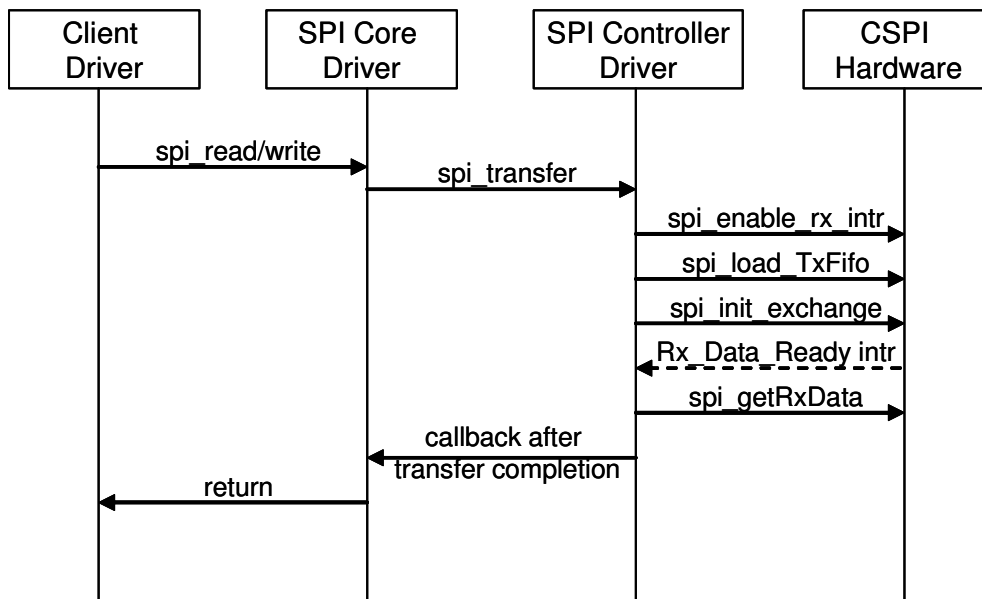 Client
Driver
SPI Core
Driver
SPI Controller
Driver
CSPI
Hardware
spi_read/write
spi_transfer
spi_enable_rx_intr
spi_load_TxFifo
spi_init_exchange
Rx_Data_Ready intr
spi_getRxData
callback after
transfer completion
return